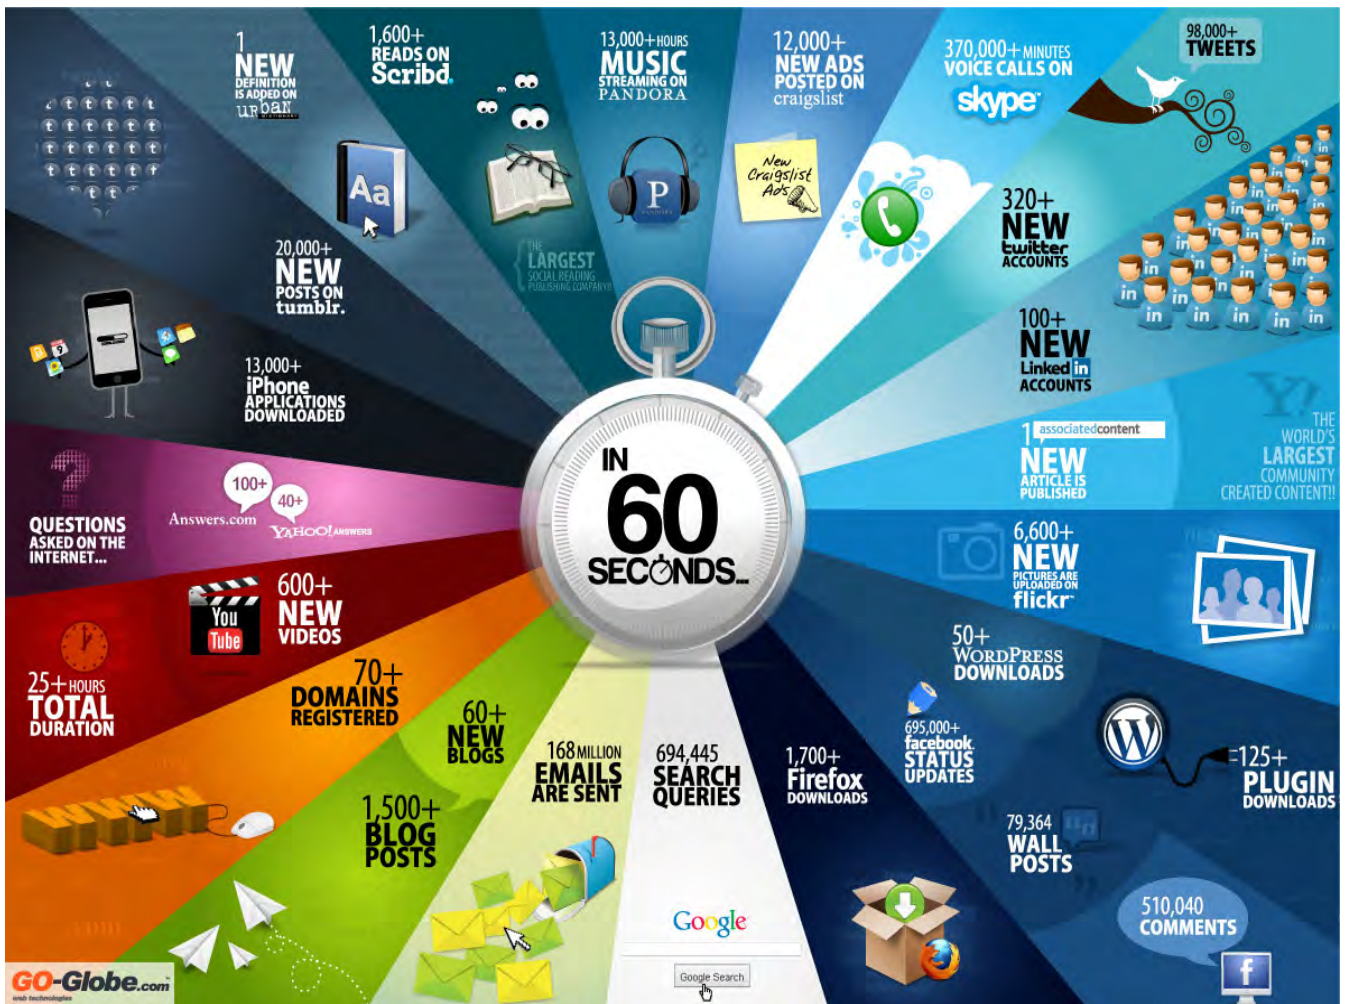 1
NEW
DEFINITION
IS ADDED ON
URBAN
DICTIONARY
1,600+
READS ON
Scribd.
THE
LARGEST
SOCIAL READING
PUBLISHING COMPANY!!
13,000+ HOURS
MUSIC
STREAMING ON
PANDORA
P
PANDORA
12,000+
NEW ADS
POSTED ON
craigslist
New
Craigslist
Ads
370,000+ MINUTES
VOICE CALLS ON
skype™
98,000+
TWEETS
320+
NEW
twitter
ACCOUNTS
100+
NEW
Linked in
ACCOUNTS
1
associatedcontent
NEW
ARTICLE IS
PUBLISHED
Y!
THE
WORLD'S
LARGEST
COMMUNITY
CREATED CONTENT!!
6,600+
NEW
PICTURES ARE
UPLOADED ON
flickr
50+
WORDPRESS
DOWNLOADS
W
125+
PLUGIN
DOWNLOADS
695,000+
facebook
STATUS
UPDATES
79,364
WALL
POSTS
510,040
COMMENTS
f
1,700+
Firefox
DOWNLOADS
694,445
SEARCH
QUERIES
Google
Google Search
168 MILLION
EMAILS
ARE SENT
60+
NEW
BLOGS
1,500+
BLOG
POSTS
70+
DOMAINS
REGISTERED
WWW
600+
NEW
VIDEOS
You
Tube
25+ HOURS
TOTAL
DURATION
QUESTIONS
ASKED ON THE
INTERNET...
?
100+
Answers.com
40+
YAHOO! ANSWERS
13,000+
iPhone
APPLICATIONS
DOWNLOADED
20,000+
NEW
POSTS ON
tumblr.
Aa
IN
60
SECONDS...
GO-Globe.com
web technologies